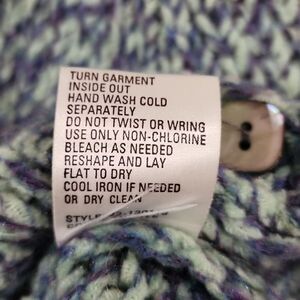 TURN GARMENT
INSIDE OUT
HAND WASH COLD
SEPARATELY
DO NOT TWIST OR WRING
USE ONLY NON-CHLORINE
BLEACH AS NEEDED
RESHAPE AND LAY
FLAT TO DRY
COOL IRON IF NEEDED
OR DRY CLEAN
STYLE